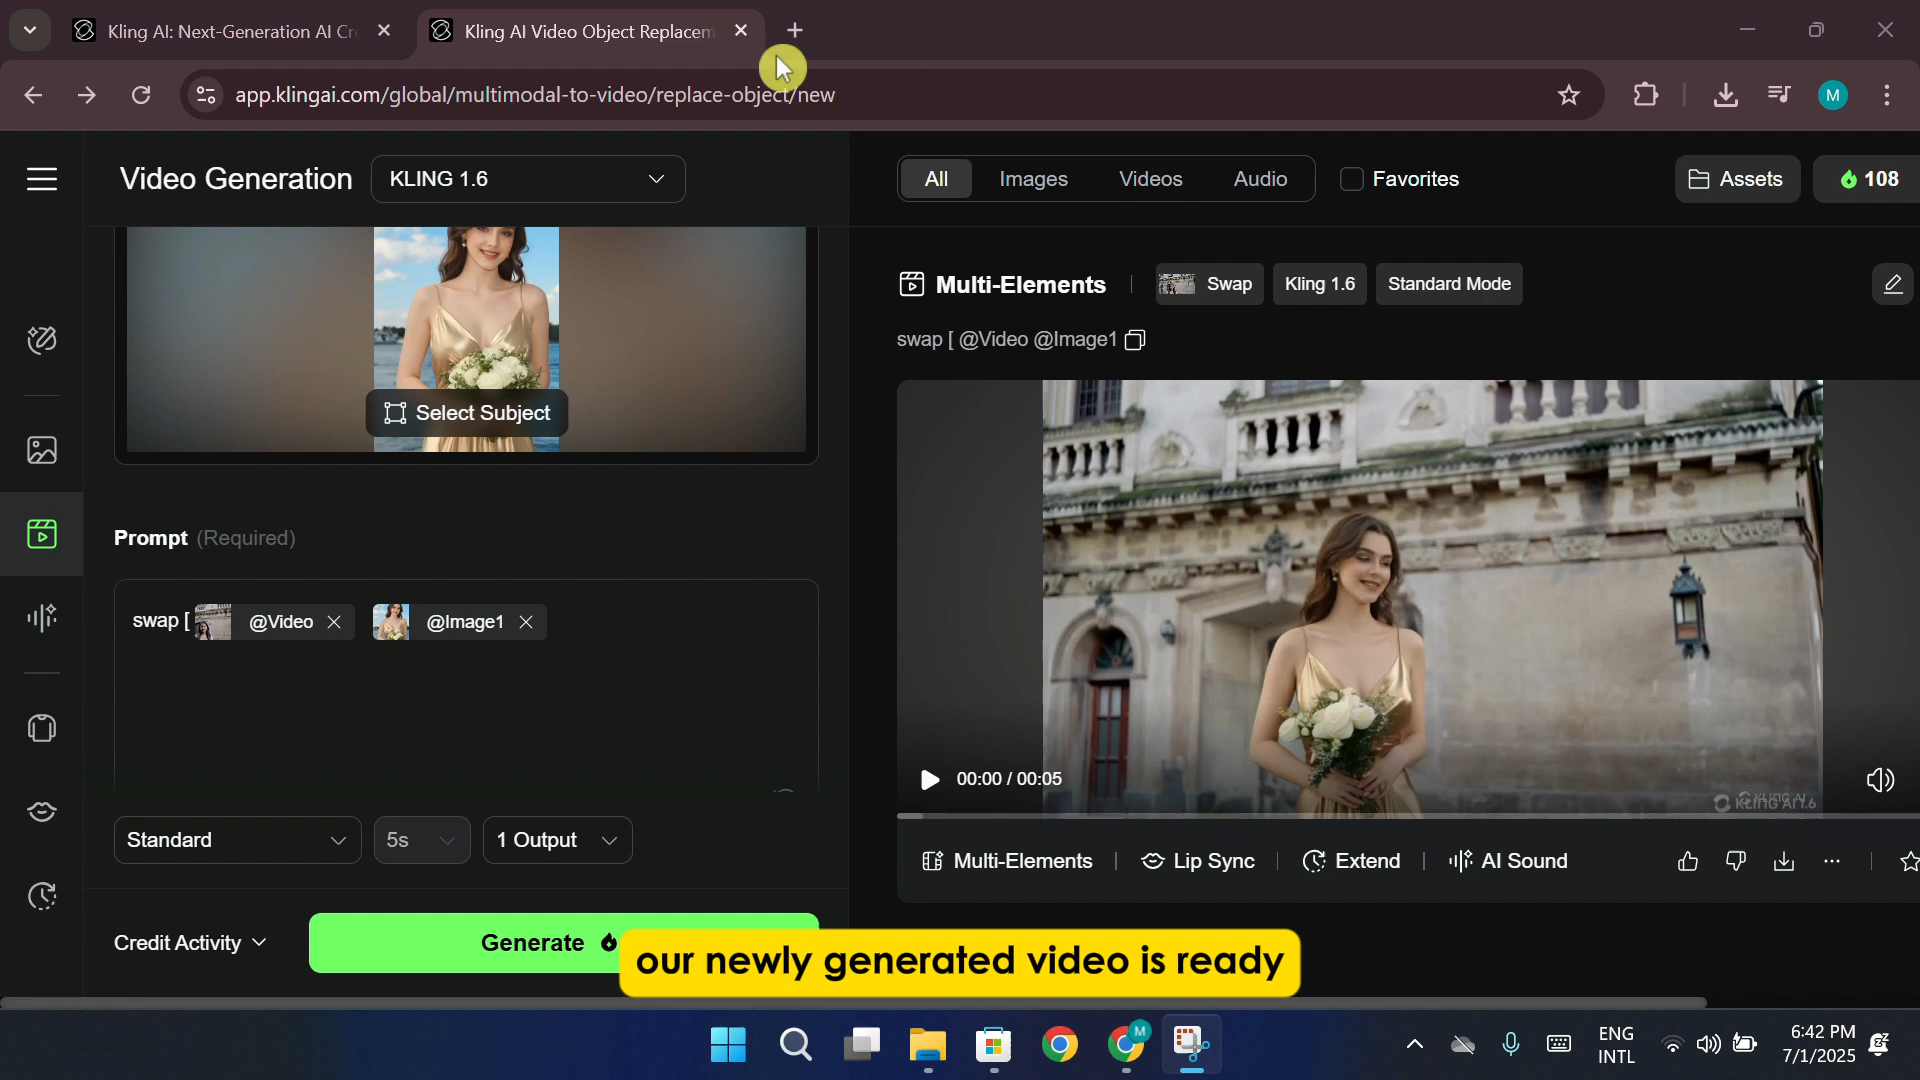 Kling AI: Next-Generation AI Cr
Kling AI Video Object Replacem
app.klingai.com/global/multimodal-to-video/replace-object/new
M
Video Generation
KLING 1.6
All
Images
Videos
Audio
Favorites
Assets
108
Multi-Elements
Swap
Kling 1.6
Standard Mode
swap [ @Video @Image1
Select Subject
Prompt (Required)
swap [ @Video @Image1
00:00 / 00:05
KLING AI 1.6
Standard
5s
1 Output
Multi-Elements
Lip Sync
Extend
AI Sound
Credit Activity
Generate
our newly generated video is ready
M
ENG
INTL
6:42 PM
7/1/2025